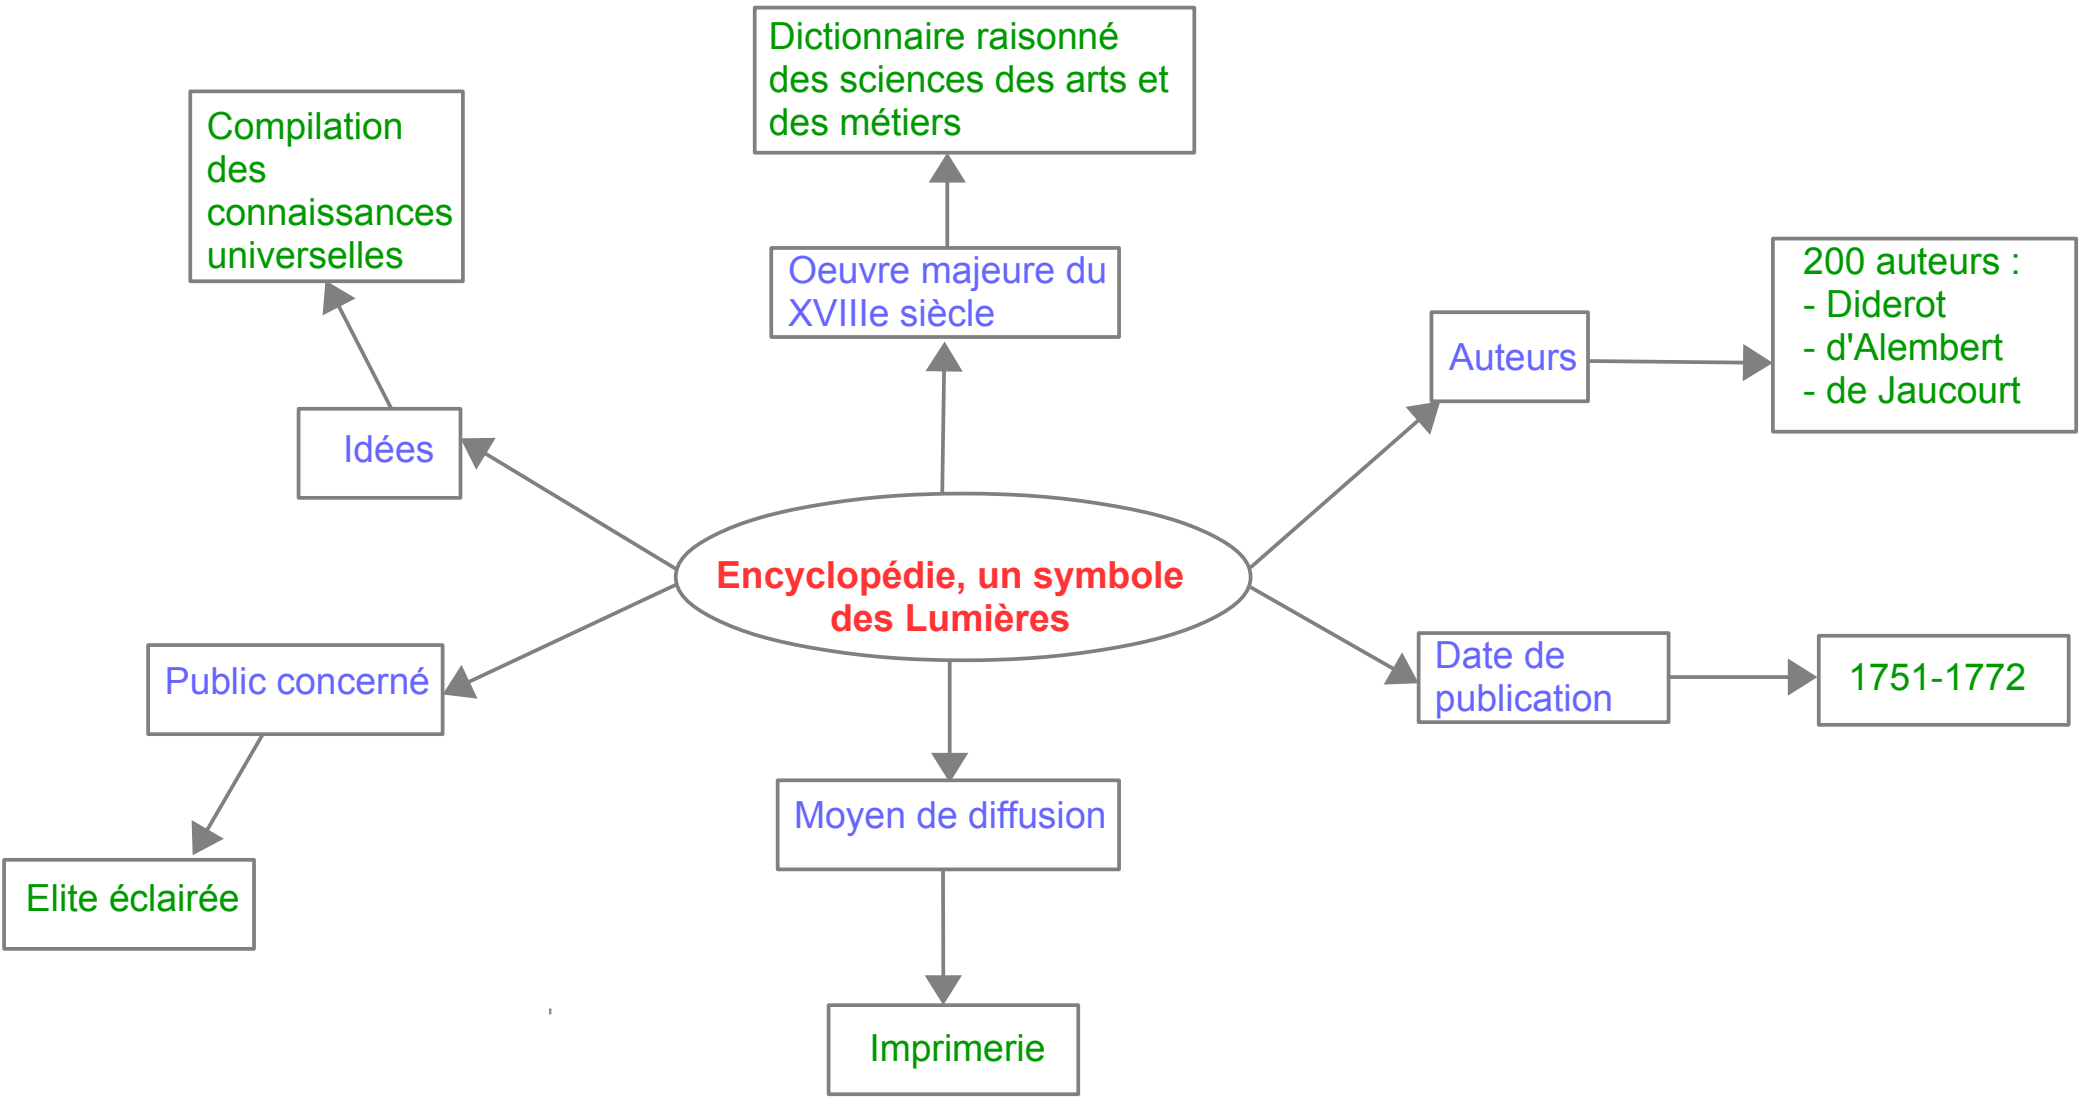 Dictionnaire raisonné
des sciences des arts et
des métiers
Compilation
des
connaissances
universelles
Oeuvre majeure du
XVIIIe siècle
200 auteurs :
- Diderot
- d'Alembert
- de Jaucourt
Auteurs
Idées
Encyclopédie, un symbole
des Lumières
Public concerné
Date de
publication
1751-1772
Moyen de diffusion
Elite éclairée
Imprimerie